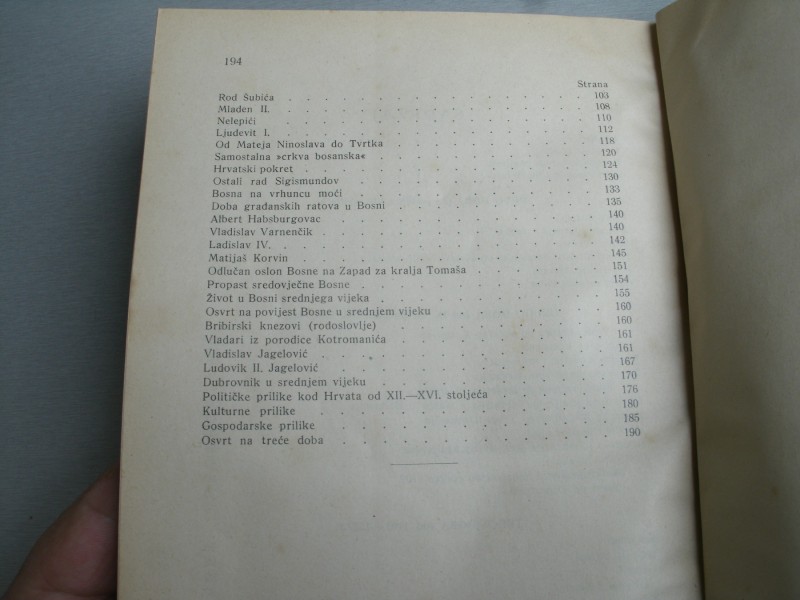 194
Strana
Rod Šubića . . . . . . . . . . . . . . . . 103
Mladen II. . . . . . . . . . . . . . . . . 108
Nelepići . . . . . . . . . . . . . . . . 110
Ljudevit I. . . . . . . . . . . . . . . . . 112
Od Mateja Ninoslava do Tvrtka . . . . . . . . . . 118
Samostalna »crkva bosanska« . . . . . . . . . . . 120
Hrvatski pokret . . . . . . . . . . . . . . 124
Ostali rad Sigismundov . . . . . . . . . . . . 130
Bosna na vrhuncu moći . . . . . . . . . . . . 133
Doba građanskih ratova u Bosni . . . . . . . . . . 135
Albert Habsburgovac . . . . . . . . . . . . . 140
Vladislav Varnenčik . . . . . . . . . . . . . 140
Ladislav IV. . . . . . . . . . . . . . . . 142
Matijaš Korvin . . . . . . . . . . . . . . 145
Odlučan oslon Bosne na Zapad za kralja Tomaša . . . . . . 151
Propast sredovječne Bosne . . . . . . . . . . . 154
Život u Bosni srednjega vijeka . . . . . . . . . . 155
Osvrt na povijest Bosne u srednjem vijeku . . . . . . . 160
Bribirski knezovi (rodoslovlje) . . . . . . . . . . 160
Vladari iz porodice Kotromanića . . . . . . . . . . 161
Vladislav Jagelović . . . . . . . . . . . . . 161
Ludovik II. Jagelović . . . . . . . . . . . . 167
Dubrovnik u srednjem vijeku . . . . . . . . . . . 170
Političke prilike kod Hrvata od XII.—XVI. stoljeća . . . . . 176
Kulturne prilike . . . . . . . . . . . . . . 180
Gospodarske prilike . . . . . . . . . . . . . 185
Osvrt na treće doba . . . . . . . . . . . . . 190